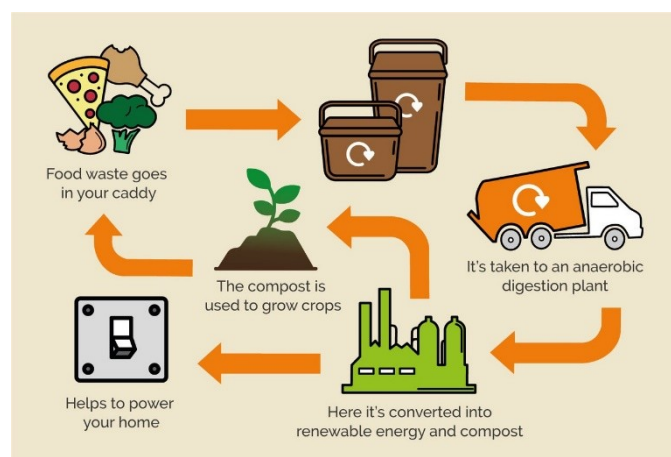 Food waste goes
in your caddy
It's taken to an anaerobic
digestion plant
The compost is
used to grow crops
Helps to power
your home
Here it's converted into
renewable energy and compost